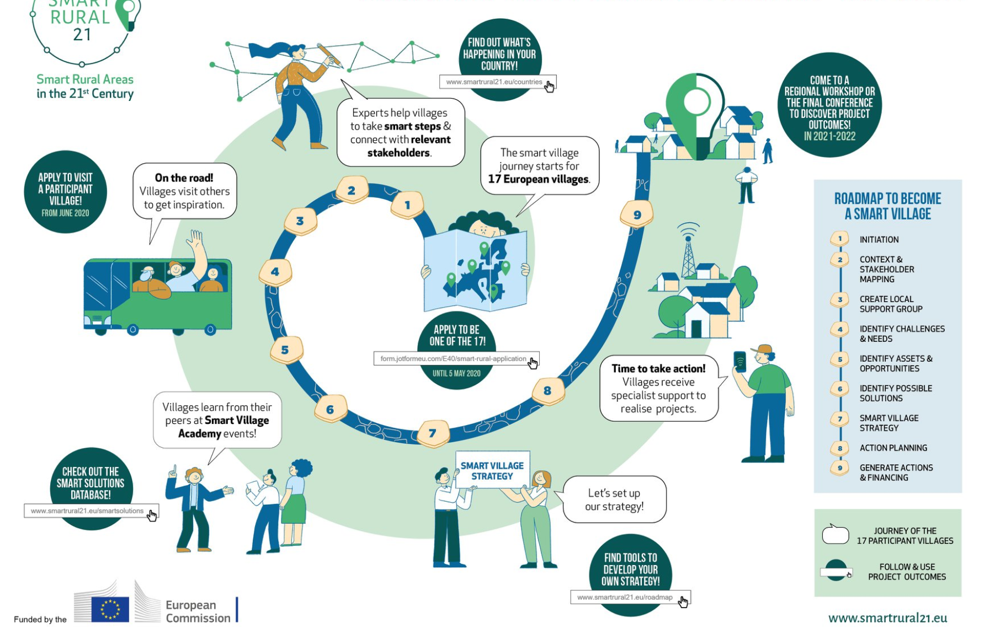 SMART
RURAL
21
Smart Rural Areas
in the 21st Century
FIND OUT WHAT'S
HAPPENING IN YOUR
COUNTRY!
www.smartrural21.eu/countries
COME TO A
REGIONAL WORKSHOP OR
THE FINAL CONFERENCE
TO DISCOVER PROJECT
OUTCOMES!
IN 2021-2022
Experts help villages
to take smart steps &
connect with relevant
stakeholders.
The smart village
journey starts for
17 European villages.
APPLY TO VISIT
A PARTICIPANT
VILLAGE!
FROM JUNE 2020
On the road!
Villages visit others
to get inspiration.
1
2
3
4
5
6
7
8
9
APPLY TO BE
ONE OF THE 17!
form.jotformeu.com/E40/smart-rural-application
UNTIL 5 MAY 2020
Time to take action!
Villages receive
specialist support to
realise projects.
Villages learn from their
peers at Smart Village
Academy events!
CHECK OUT THE
SMART SOLUTIONS
DATABASE!
www.smartrural21.eu/smartsolutions
SMART VILLAGE
STRATEGY
Let's set up
our strategy!
FIND TOOLS TO
DEVELOP YOUR
OWN STRATEGY!
www.smartrural21.eu/roadmap
ROADMAP TO BECOME
A SMART VILLAGE
1 INITIATION
2 CONTEXT &
STAKEHOLDER
MAPPING
3 CREATE LOCAL
SUPPORT GROUP
4 IDENTIFY CHALLENGES
& NEEDS
5 IDENTIFY ASSETS &
OPPORTUNITIES
6 IDENTIFY POSSIBLE
SOLUTIONS
7 SMART VILLAGE
STRATEGY
8 ACTION PLANNING
9 GENERATE ACTIONS
& FINANCING
JOURNEY OF THE
17 PARTICIPANT VILLAGES
FOLLOW & USE
PROJECT OUTCOMES
www.smartrural21.eu
Funded by the
European
Commission